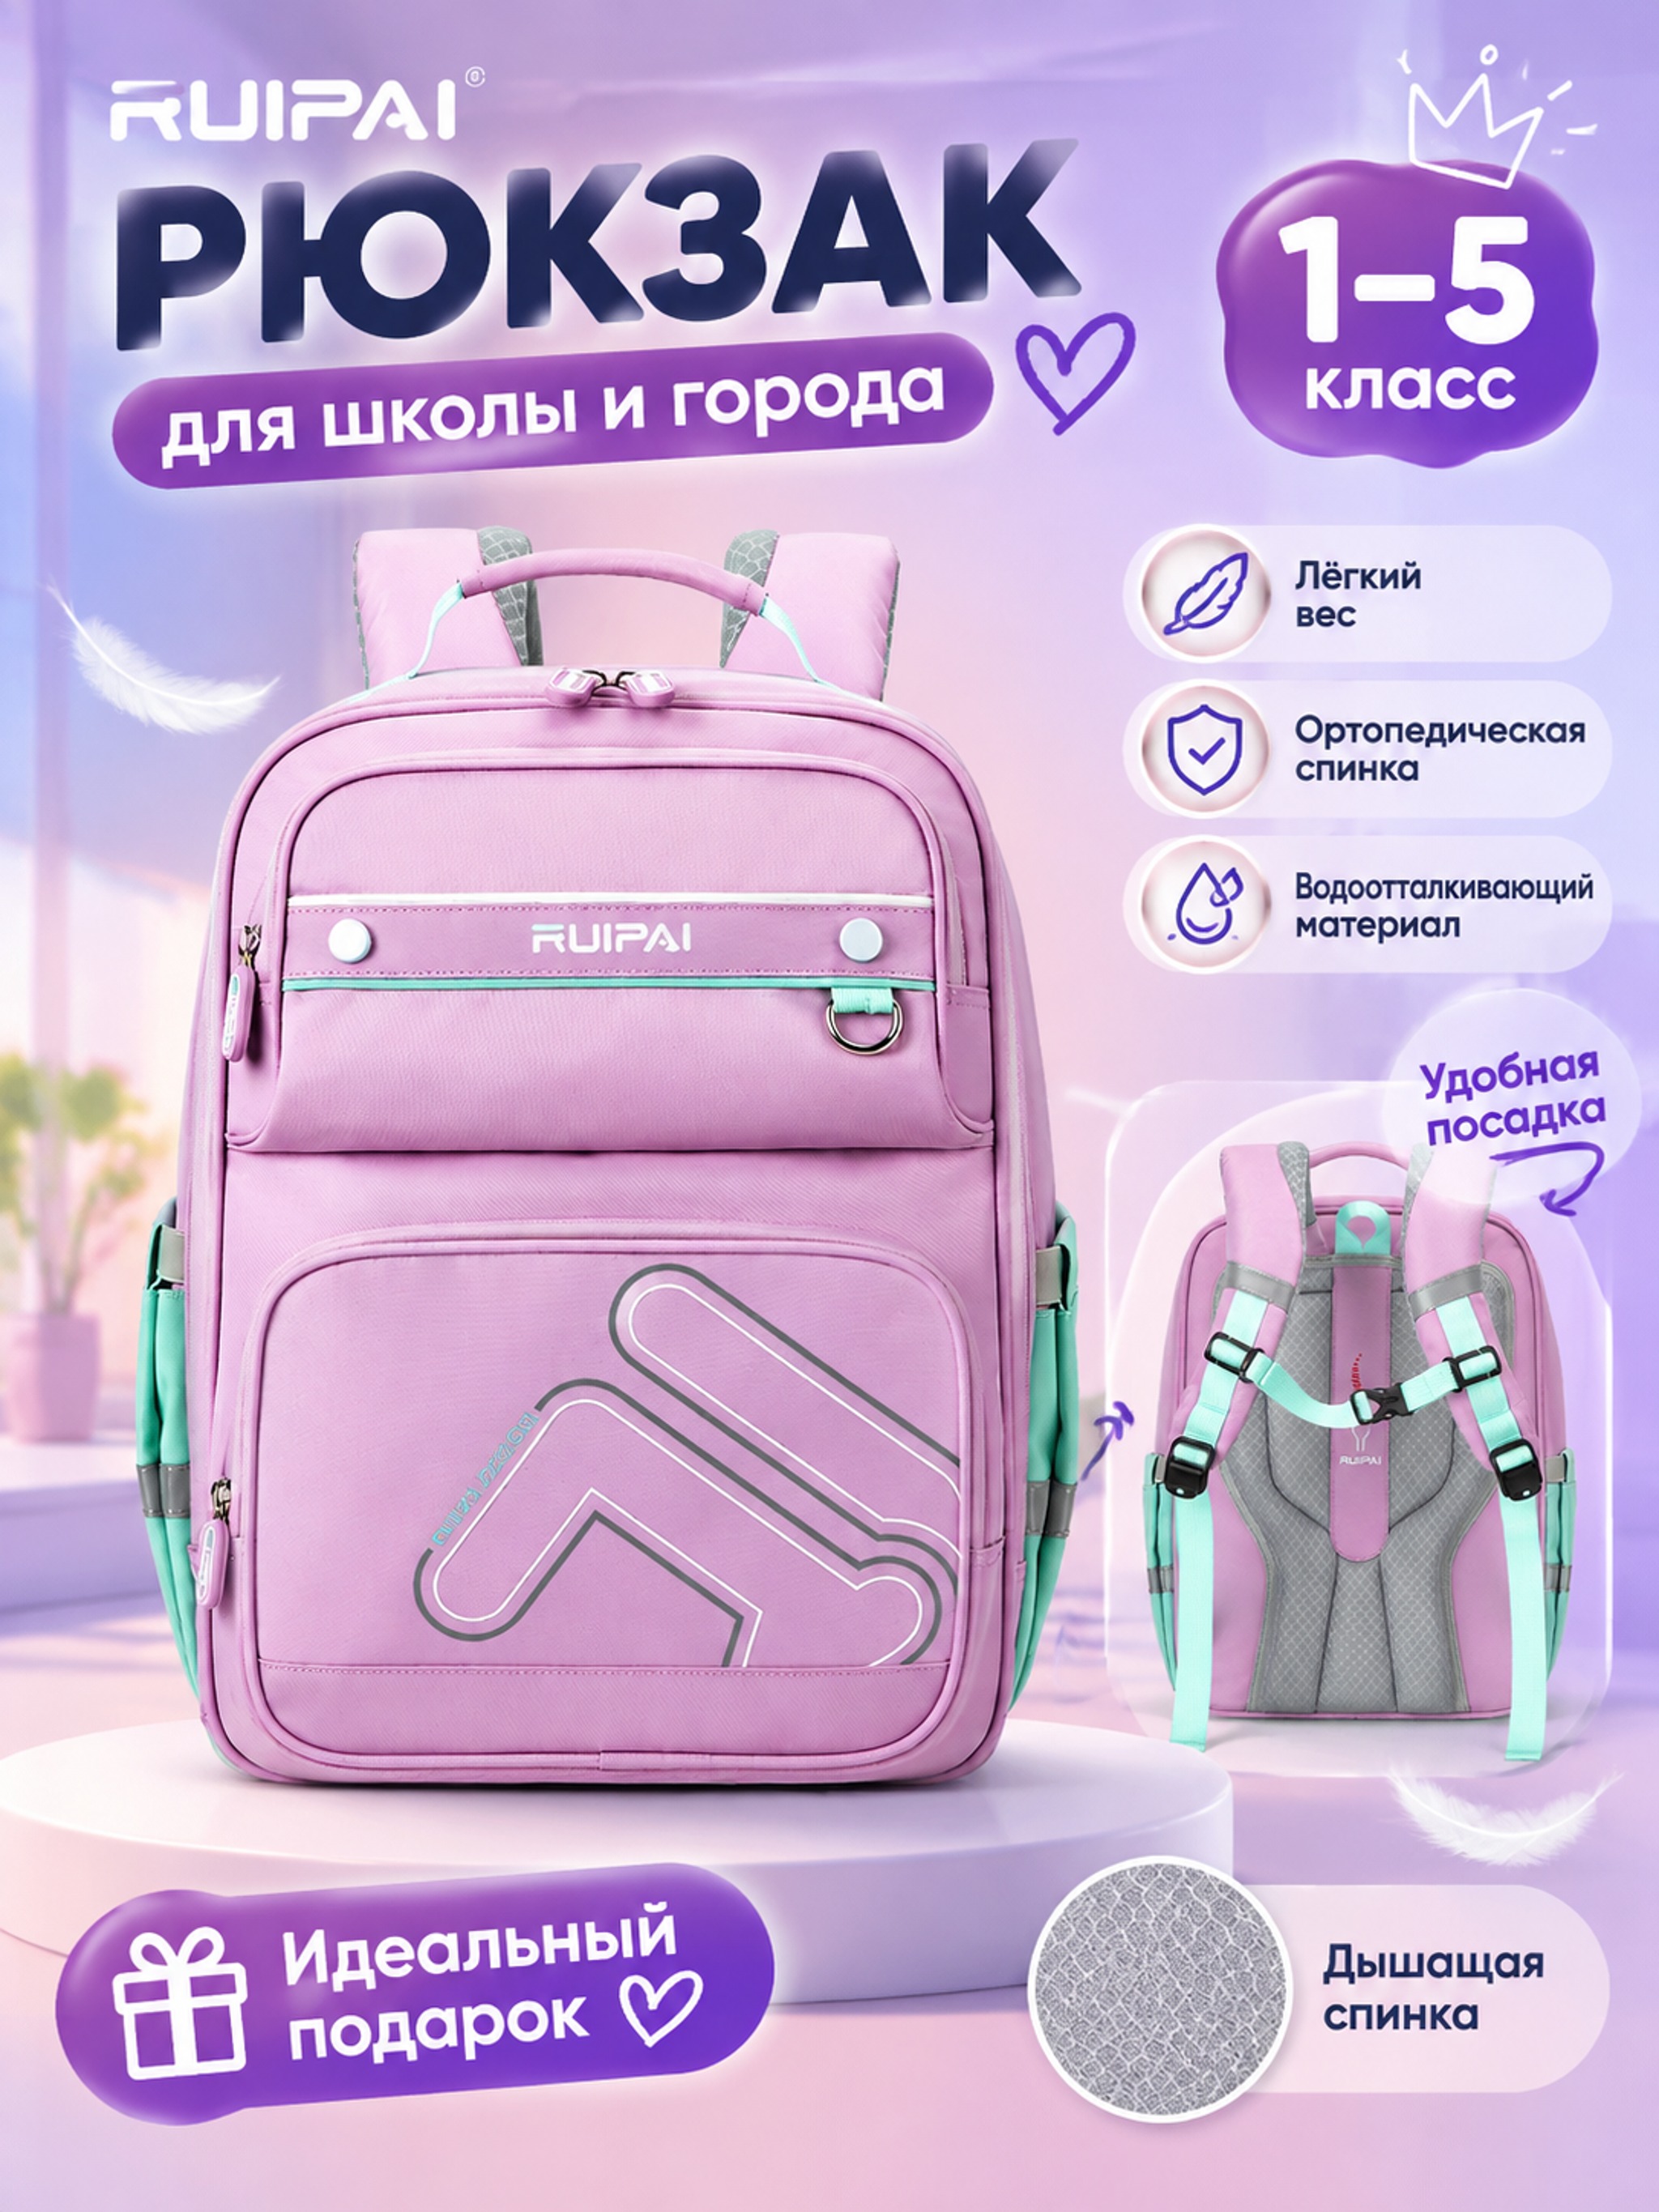 RUIPAI®
РЮКЗАК
для школы и города
1–5
класс
Лёгкий
вес
Ортопедическая
спинка
Водоотталкивающий
материал
RUIPAI
Удобная
посадка
RUIPAI
Идеальный
подарок
Дышащая
спинка